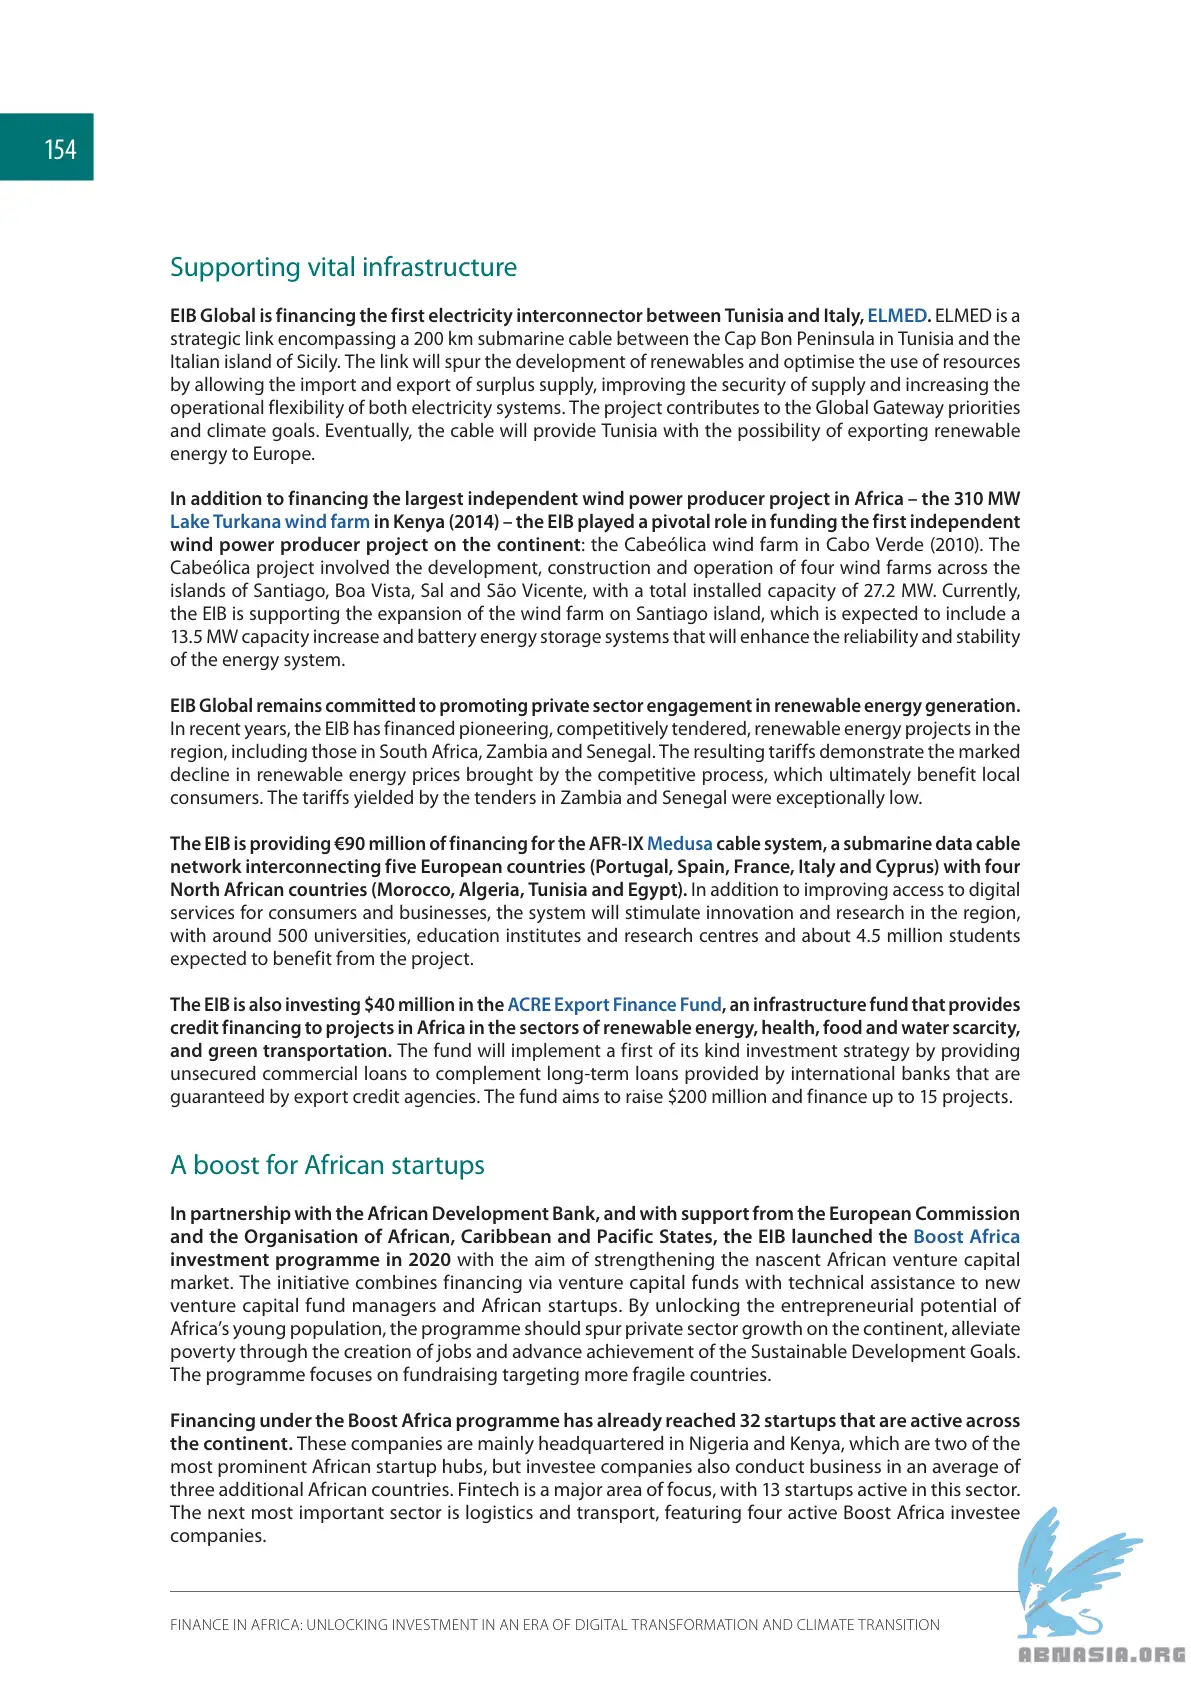 154
Supporting vital infrastructure
EIB Global is financing the first electricity interconnector between Tunisia and Italy, ELMED. ELMED is a
strategic link encompassing a 200 km submarine cable between the Cap Bon Peninsula in Tunisia and the
Italian island of Sicily. The link will spur the development of renewables and optimise the use of resources
by allowing the import and export of surplus supply, improving the security of supply and increasing the
operational flexibility of both electricity systems. The project contributes to the Global Gateway priorities
and climate goals. Eventually, the cable will provide Tunisia with the possibility of exporting renewable
energy to Europe.
In addition to financing the largest independent wind power producer project in Africa – the 310 MW
Lake Turkana wind farm in Kenya (2014) – the EIB played a pivotal role in funding the first independent
wind power producer project on the continent: the Cabeólica wind farm in Cabo Verde (2010). The
Cabeólica project involved the development, construction and operation of four wind farms across the
islands of Santiago, Boa Vista, Sal and São Vicente, with a total installed capacity of 27.2 MW. Currently,
the EIB is supporting the expansion of the wind farm on Santiago island, which is expected to include a
13.5 MW capacity increase and battery energy storage systems that will enhance the reliability and stability
of the energy system.
EIB Global remains committed to promoting private sector engagement in renewable energy generation.
In recent years, the EIB has financed pioneering, competitively tendered, renewable energy projects in the
region, including those in South Africa, Zambia and Senegal. The resulting tariffs demonstrate the marked
decline in renewable energy prices brought by the competitive process, which ultimately benefit local
consumers. The tariffs yielded by the tenders in Zambia and Senegal were exceptionally low.
The EIB is providing €90 million of financing for the AFR-IX Medusa cable system, a submarine data cable
network interconnecting five European countries (Portugal, Spain, France, Italy and Cyprus) with four
North African countries (Morocco, Algeria, Tunisia and Egypt). In addition to improving access to digital
services for consumers and businesses, the system will stimulate innovation and research in the region,
with around 500 universities, education institutes and research centres and about 4.5 million students
expected to benefit from the project.
The EIB is also investing $40 million in the ACRE Export Finance Fund, an infrastructure fund that provides
credit financing to projects in Africa in the sectors of renewable energy, health, food and water scarcity,
and green transportation. The fund will implement a first of its kind investment strategy by providing
unsecured commercial loans to complement long-term loans provided by international banks that are
guaranteed by export credit agencies. The fund aims to raise $200 million and finance up to 15 projects.
A boost for African startups
In partnership with the African Development Bank, and with support from the European Commission
and the Organisation of African, Caribbean and Pacific States, the EIB launched the Boost Africa
investment programme in 2020 with the aim of strengthening the nascent African venture capital
market. The initiative combines financing via venture capital funds with technical assistance to new
venture capital fund managers and African startups. By unlocking the entrepreneurial potential of
Africa's young population, the programme should spur private sector growth on the continent, alleviate
poverty through the creation of jobs and advance achievement of the Sustainable Development Goals.
The programme focuses on fundraising targeting more fragile countries.
Financing under the Boost Africa programme has already reached 32 startups that are active across
the continent. These companies are mainly headquartered in Nigeria and Kenya, which are two of the
most prominent African startup hubs, but investee companies also conduct business in an average of
three additional African countries. Fintech is a major area of focus, with 13 startups active in this sector.
The next most important sector is logistics and transport, featuring four active Boost Africa investee
companies.
FINANCE IN AFRICA: UNLOCKING INVESTMENT IN AN ERA OF DIGITAL TRANSFORMATION AND CLIMATE TRANSITION
ABNASIA.ORG